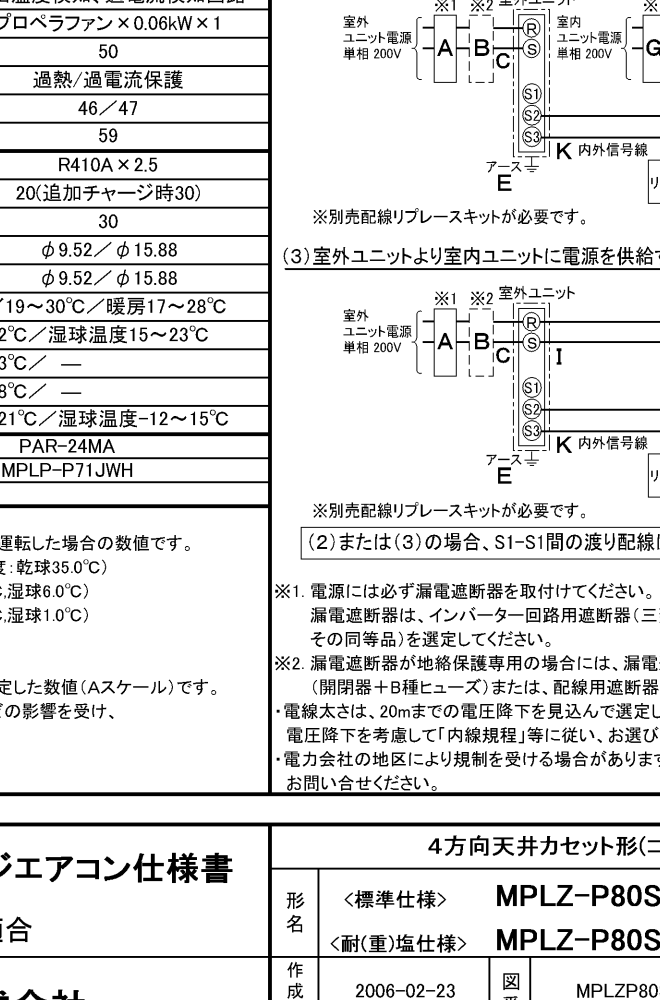 プロペラファン×0.06kW×1
50
過熱/過電流保護
46/47
59
R410A×2.5
20(追加チャージ時30)
30
φ9.52/φ15.88
φ9.52/φ15.88
/19~30℃/暖房17~28℃
2℃/湿球温度15~23℃
3℃/ ―
8℃/ ―
21℃/湿球温度-12~15℃
PAR-24MA
MPLP-P71JWH
運転した場合の数値です。
度:乾球35.0℃)
℃,湿球6.0℃)
℃,湿球1.0℃)
定した数値(Aスケール)です。
どの影響を受け、
※1 ※2 室外ユニット ※
室外
ユニット電源
単相 200V
A B C
R
S
室内
ユニット電源
単相 200V
G
S1
S2
S3
K 内外信号線
アース
E
リ
※別売配線リプレースキットが必要です。
(3)室外ユニットより室内ユニットに電源を供給
※1 ※2 室外ユニット
室外
ユニット電源
単相 200V
A B C
R
S
I
S1
S2
S3
K 内外信号線
アース
E
リ
※別売配線リプレースキットが必要です。
(2)または(3)の場合、S1-S1間の渡り配線
※1. 電源には必ず漏電遮断器を取付けてください。
漏電遮断器は、インバーター回路用遮断器(三
その同等品)を選定してください。
※2. 漏電遮断器が地絡保護専用の場合には、漏電
(開閉器+B種ヒューズ)または、配線用遮断器
・電線太さは、20mまでの電圧降下を見込んで選定し
電圧降下を考慮して「内線規程」等に従い、お選び
・電力会社の地区により規制を受ける場合があります
お問い合せください。
ジエアコン仕様書
適合
4方向天井カセット形(コ
形名
<標準仕様> MPLZ-P80S
<耐(重)塩仕様> MPLZ-P80S
作成
2006-02-23
図
MPLZP80